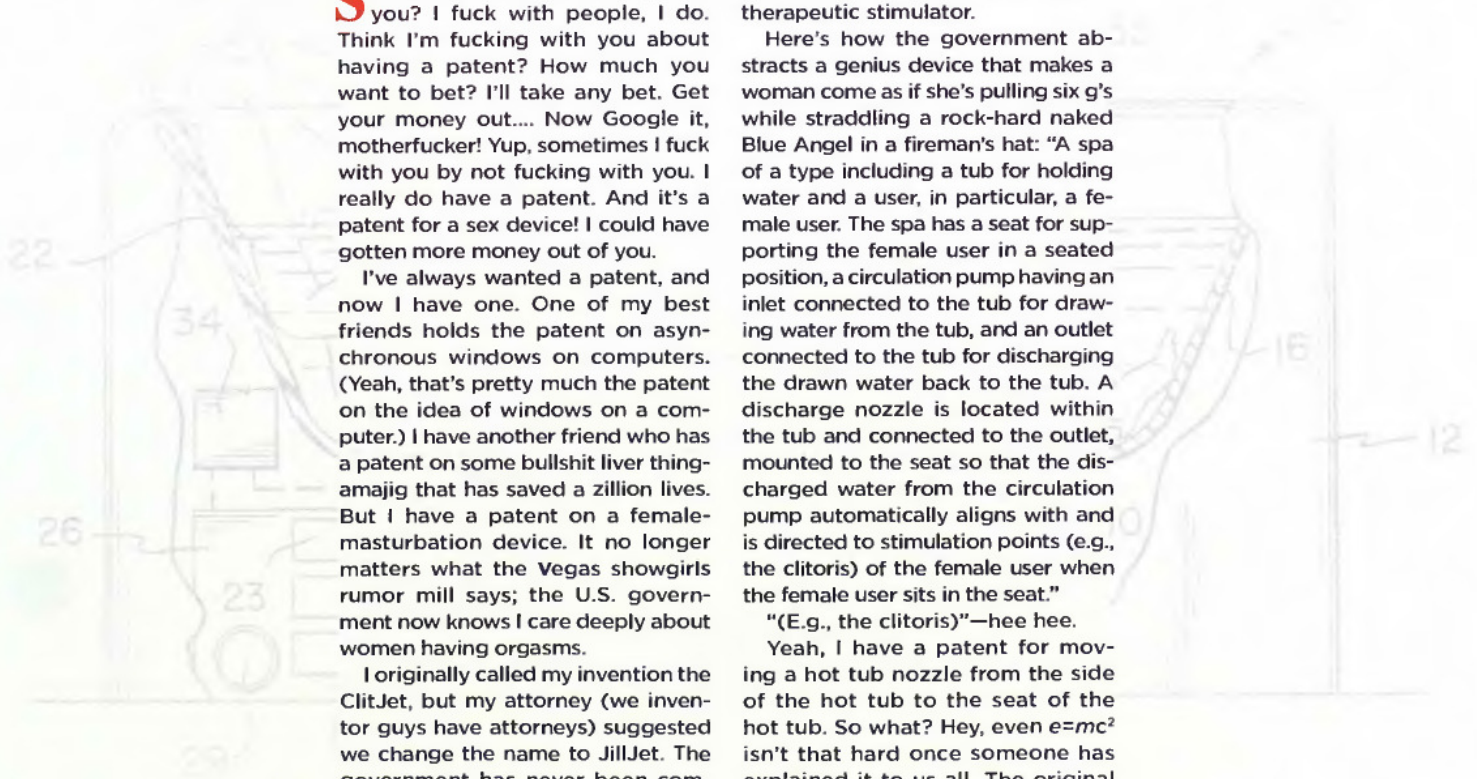 S you? I fuck with people, I do.
Think I'm fucking with you about
having a patent? How much you
want to bet? I'll take any bet. Get
your money out.... Now Google it,
motherfucker! Yup, sometimes I fuck
with you by not fucking with you. I
really do have a patent. And it's a
patent for a sex device! I could have
gotten more money out of you.
I've always wanted a patent, and
now I have one. One of my best
friends holds the patent on asyn-
chronous windows on computers.
(Yeah, that's pretty much the patent
on the idea of windows on a com-
puter.) I have another friend who has
a patent on some bullshit liver thing-
amajig that has saved a zillion lives.
But I have a patent on a female-
masturbation device. It no longer
matters what the Vegas showgirls
rumor mill says; the U.S. govern-
ment now knows I care deeply about
women having orgasms.
I originally called my invention the
ClitJet, but my attorney (we inven-
tor guys have attorneys) suggested
we change the name to JillJet. The
government has never been com-
therapeutic stimulator.
Here's how the government ab-
stracts a genius device that makes a
woman come as if she's pulling six g's
while straddling a rock-hard naked
Blue Angel in a fireman's hat: "A spa
of a type including a tub for holding
water and a user, in particular, a fe-
male user. The spa has a seat for sup-
porting the female user in a seated
position, a circulation pump having an
inlet connected to the tub for draw-
ing water from the tub, and an outlet
connected to the tub for discharging
the drawn water back to the tub. A
discharge nozzle is located within
the tub and connected to the outlet,
mounted to the seat so that the dis-
charged water from the circulation
pump automatically aligns with and
is directed to stimulation points (e.g.,
the clitoris) of the female user when
the female user sits in the seat."
"(E.g., the clitoris)"—hee hee.
Yeah, I have a patent for mov-
ing a hot tub nozzle from the side
of the hot tub to the seat of the
hot tub. So what? Hey, even e=mc²
isn't that hard once someone has
explained it to us all. The original
22
34
26
23
16
12